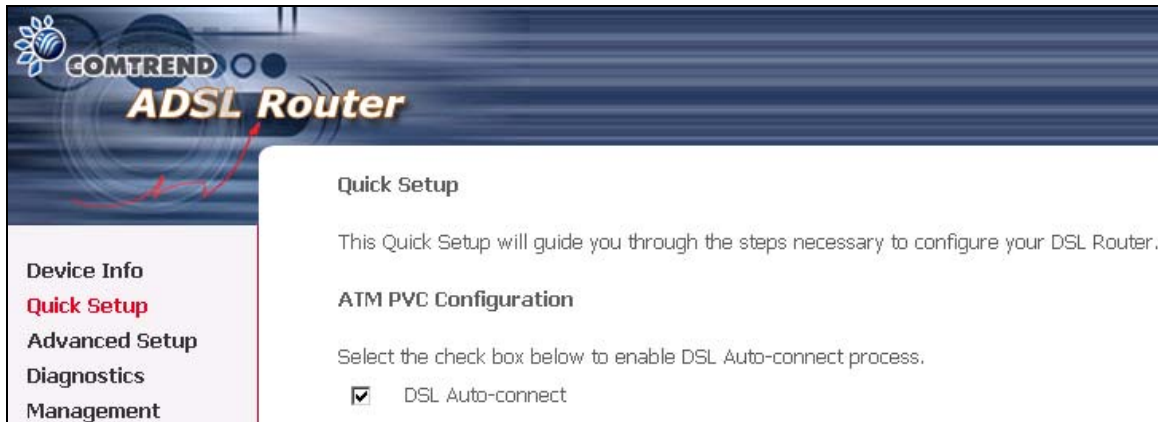 COMTREND
ADSL Router
Device Info
Quick Setup
Advanced Setup
Diagnostics
Management
Quick Setup
This Quick Setup will guide you through the steps necessary to configure your DSL Router.
ATM PVC Configuration
Select the check box below to enable DSL Auto-connect process.
DSL Auto-connect